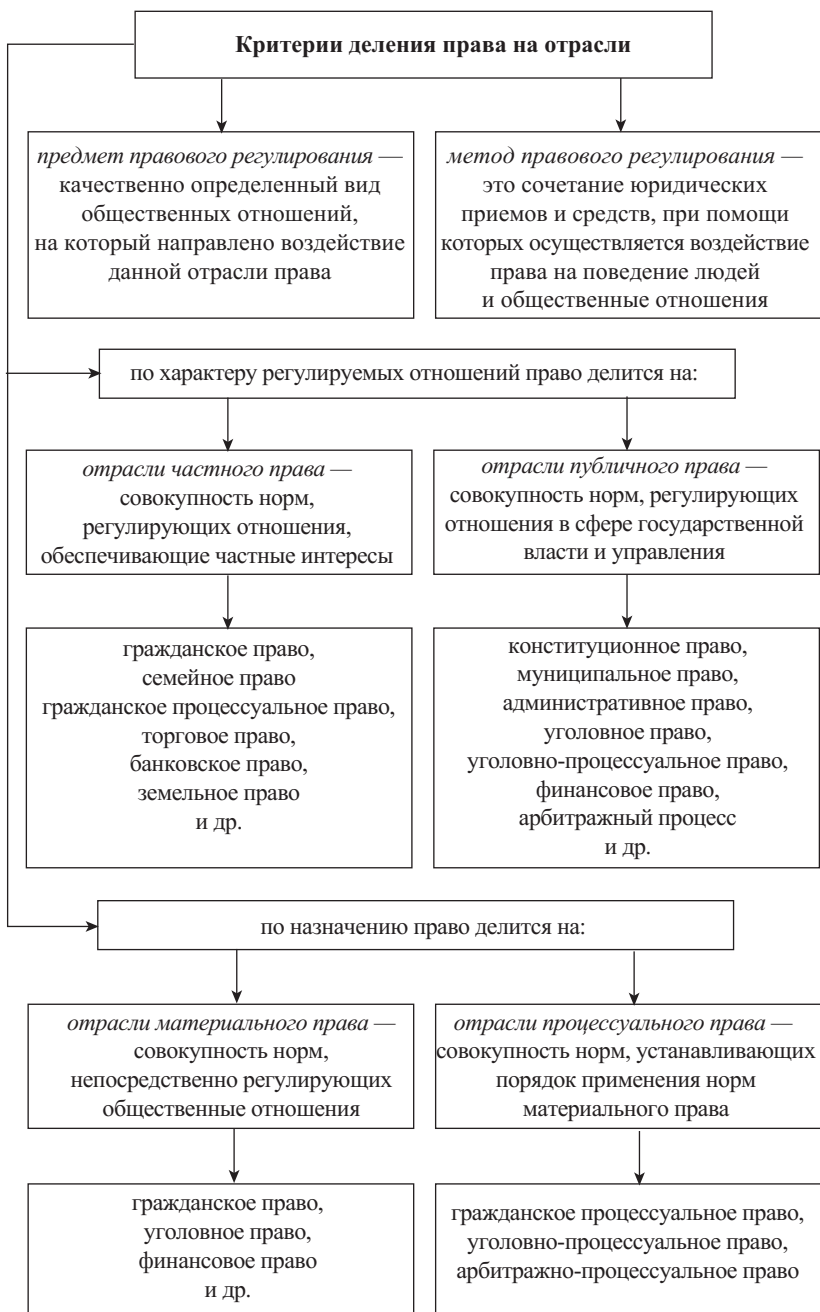 Критерии деления права на отрасли
предмет правового регулирования —
качественно определенный вид
общественных отношений,
на который направлено воздействие
данной отрасли права
метод правового регулирования —
это сочетание юридических
приемов и средств, при помощи
которых осуществляется воздействие
права на поведение людей
и общественные отношения
по характеру регулируемых отношений право делится на:
отрасли частного права —
совокупность норм,
регулирующих отношения,
обеспечивающие частные интересы
отрасли публичного права —
совокупность норм, регулирующих
отношения в сфере государственной
власти и управления
гражданское право,
семейное право
гражданское процессуальное право,
торговое право,
банковское право,
земельное право
и др.
конституционное право,
муниципальное право,
административное право,
уголовное право,
уголовно-процессуальное право,
финансовое право,
арбитражный процесс
и др.
по назначению право делится на:
отрасли материального права —
совокупность норм,
непосредственно регулирующих
общественные отношения
отрасли процессуального права —
совокупность норм, устанавливающих
порядок применения норм
материального права
гражданское право,
уголовное право,
финансовое право
и др.
гражданское процессуальное право,
уголовно-процессуальное право,
арбитражно-процессуальное право